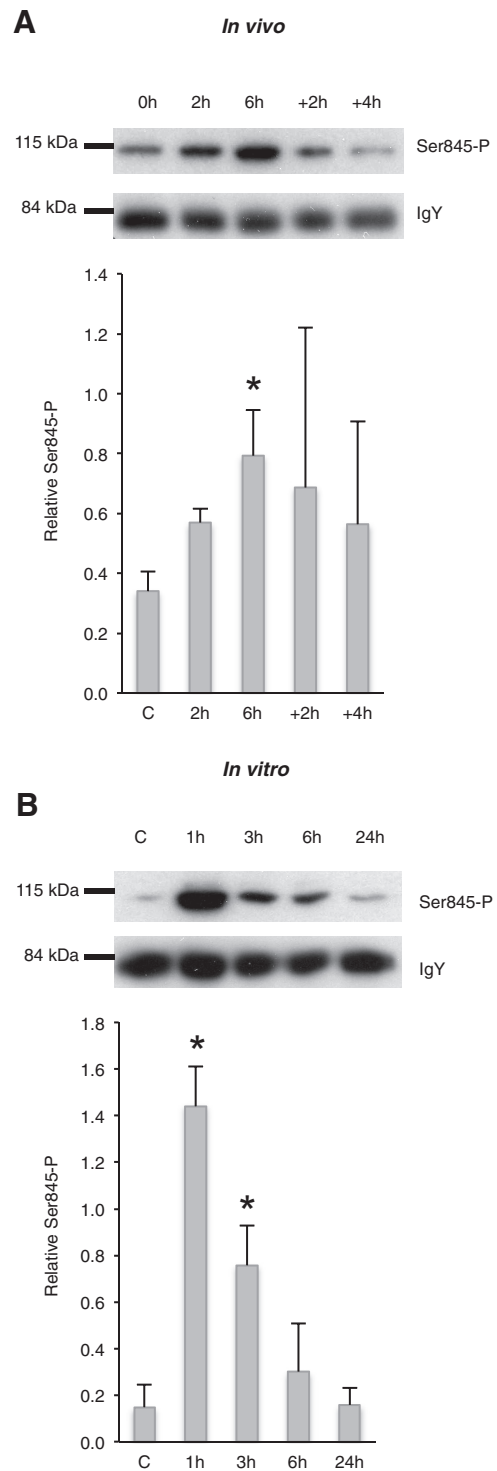 A
In vivo
0h 2h 6h +2h +4h
115 kDa
Ser845-P
84 kDa
IgY
1.4
1.2
1.0
0.8
0.6
0.4
0.2
0.0
Relative Ser845-P
*
C 2h 6h +2h +4h
In vitro
B
C 1h 3h 6h 24h
115 kDa
Ser845-P
84 kDa
IgY
1.8
1.6
1.4
1.2
1.0
0.8
0.6
0.4
0.2
0.0
Relative Ser845-P
*
*
C 1h 3h 6h 24h